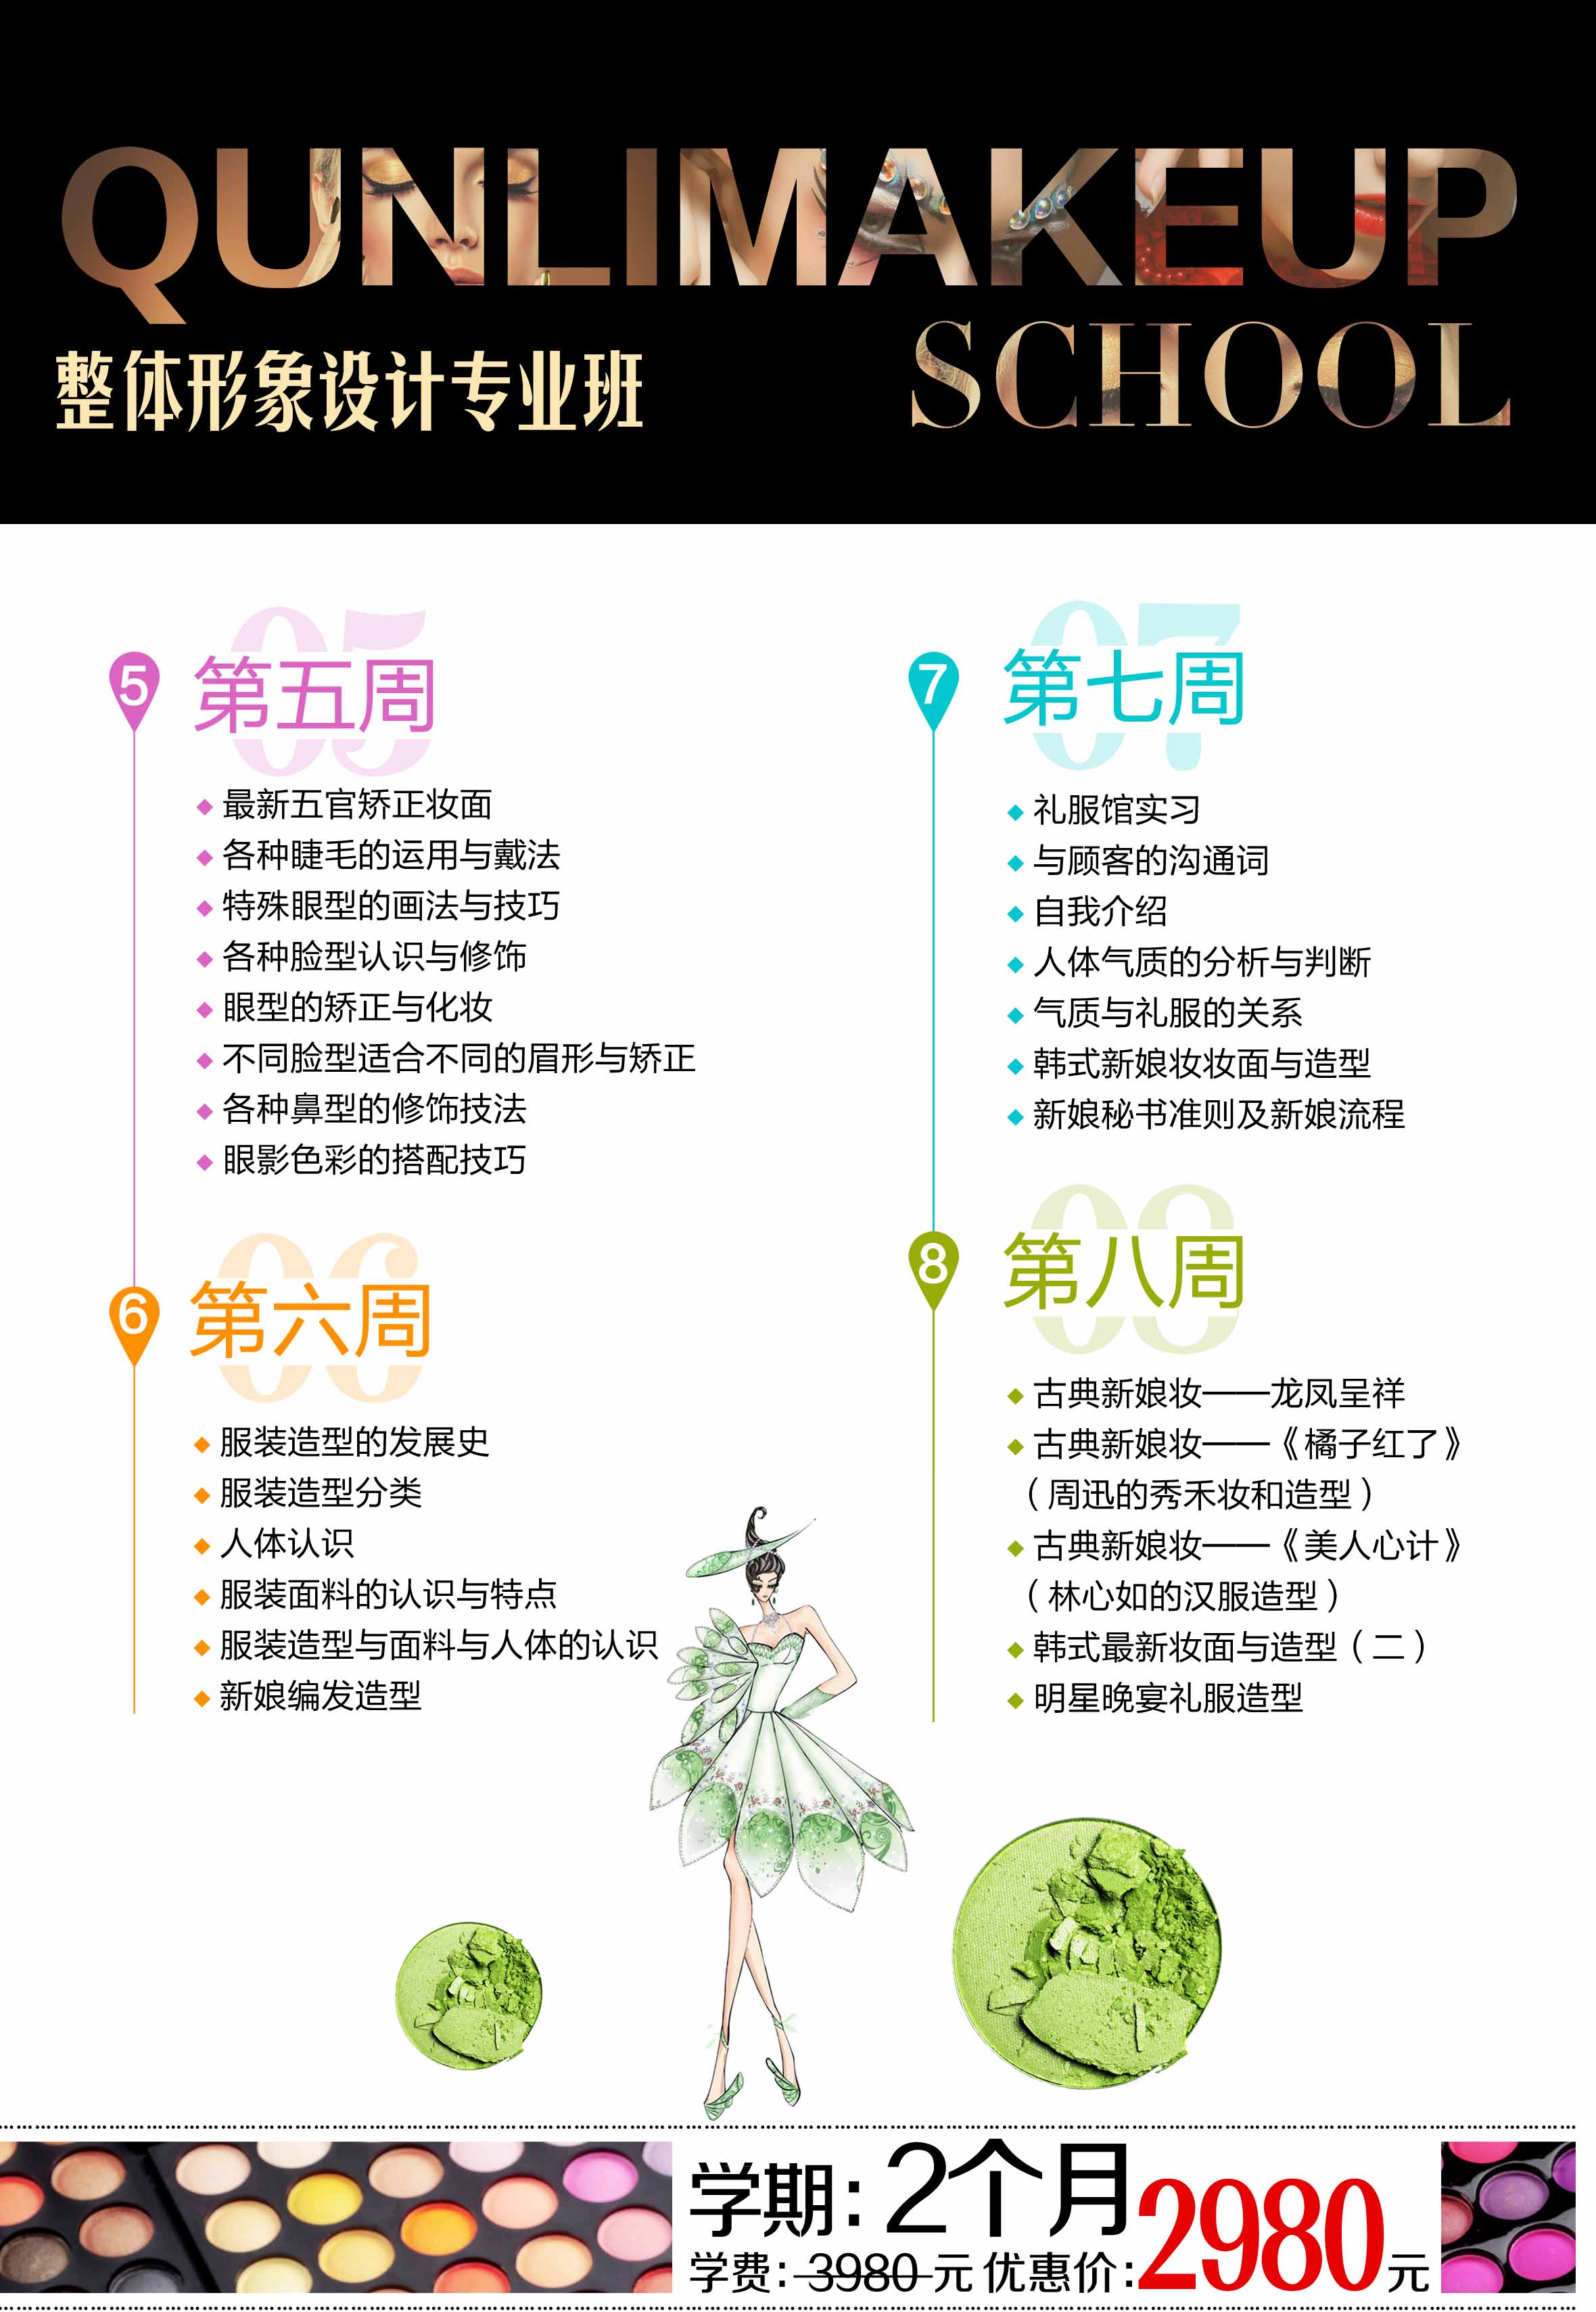 QUNLIMAKEUP
SCHOOL
整体形象设计专业班
05
5
第五周
◆ 最新五官矫正妆面
◆ 各种睫毛的运用与戴法
◆ 特殊眼型的画法与技巧
◆ 各种脸型认识与修饰
◆ 眼型的矫正与化妆
◆ 不同脸型适合不同的眉形与矫正
◆ 各种鼻型的修饰技法
◆ 眼影色彩的搭配技巧
06
6
第六周
◆ 服装造型的发展史
◆ 服装造型分类
◆ 人体认识
◆ 服装面料的认识与特点
◆ 服装造型与面料与人体的认识
◆ 新娘编发造型
07
7
第七周
◆ 礼服馆实习
◆ 与顾客的沟通词
◆ 自我介绍
◆ 人体气质的分析与判断
◆ 气质与礼服的关系
◆ 韩式新娘妆妆面与造型
◆ 新娘秘书准则及新娘流程
08
8
第八周
◆ 古典新娘妆——龙凤呈祥
◆ 古典新娘妆——《橘子红了》
（周迅的秀禾妆和造型）
◆ 古典新娘妆——《美人心计》
（林心如的汉服造型）
◆ 韩式最新妆面与造型（二）
◆ 明星晚宴礼服造型
学期：2个月
学费：3980元 优惠价：2980元